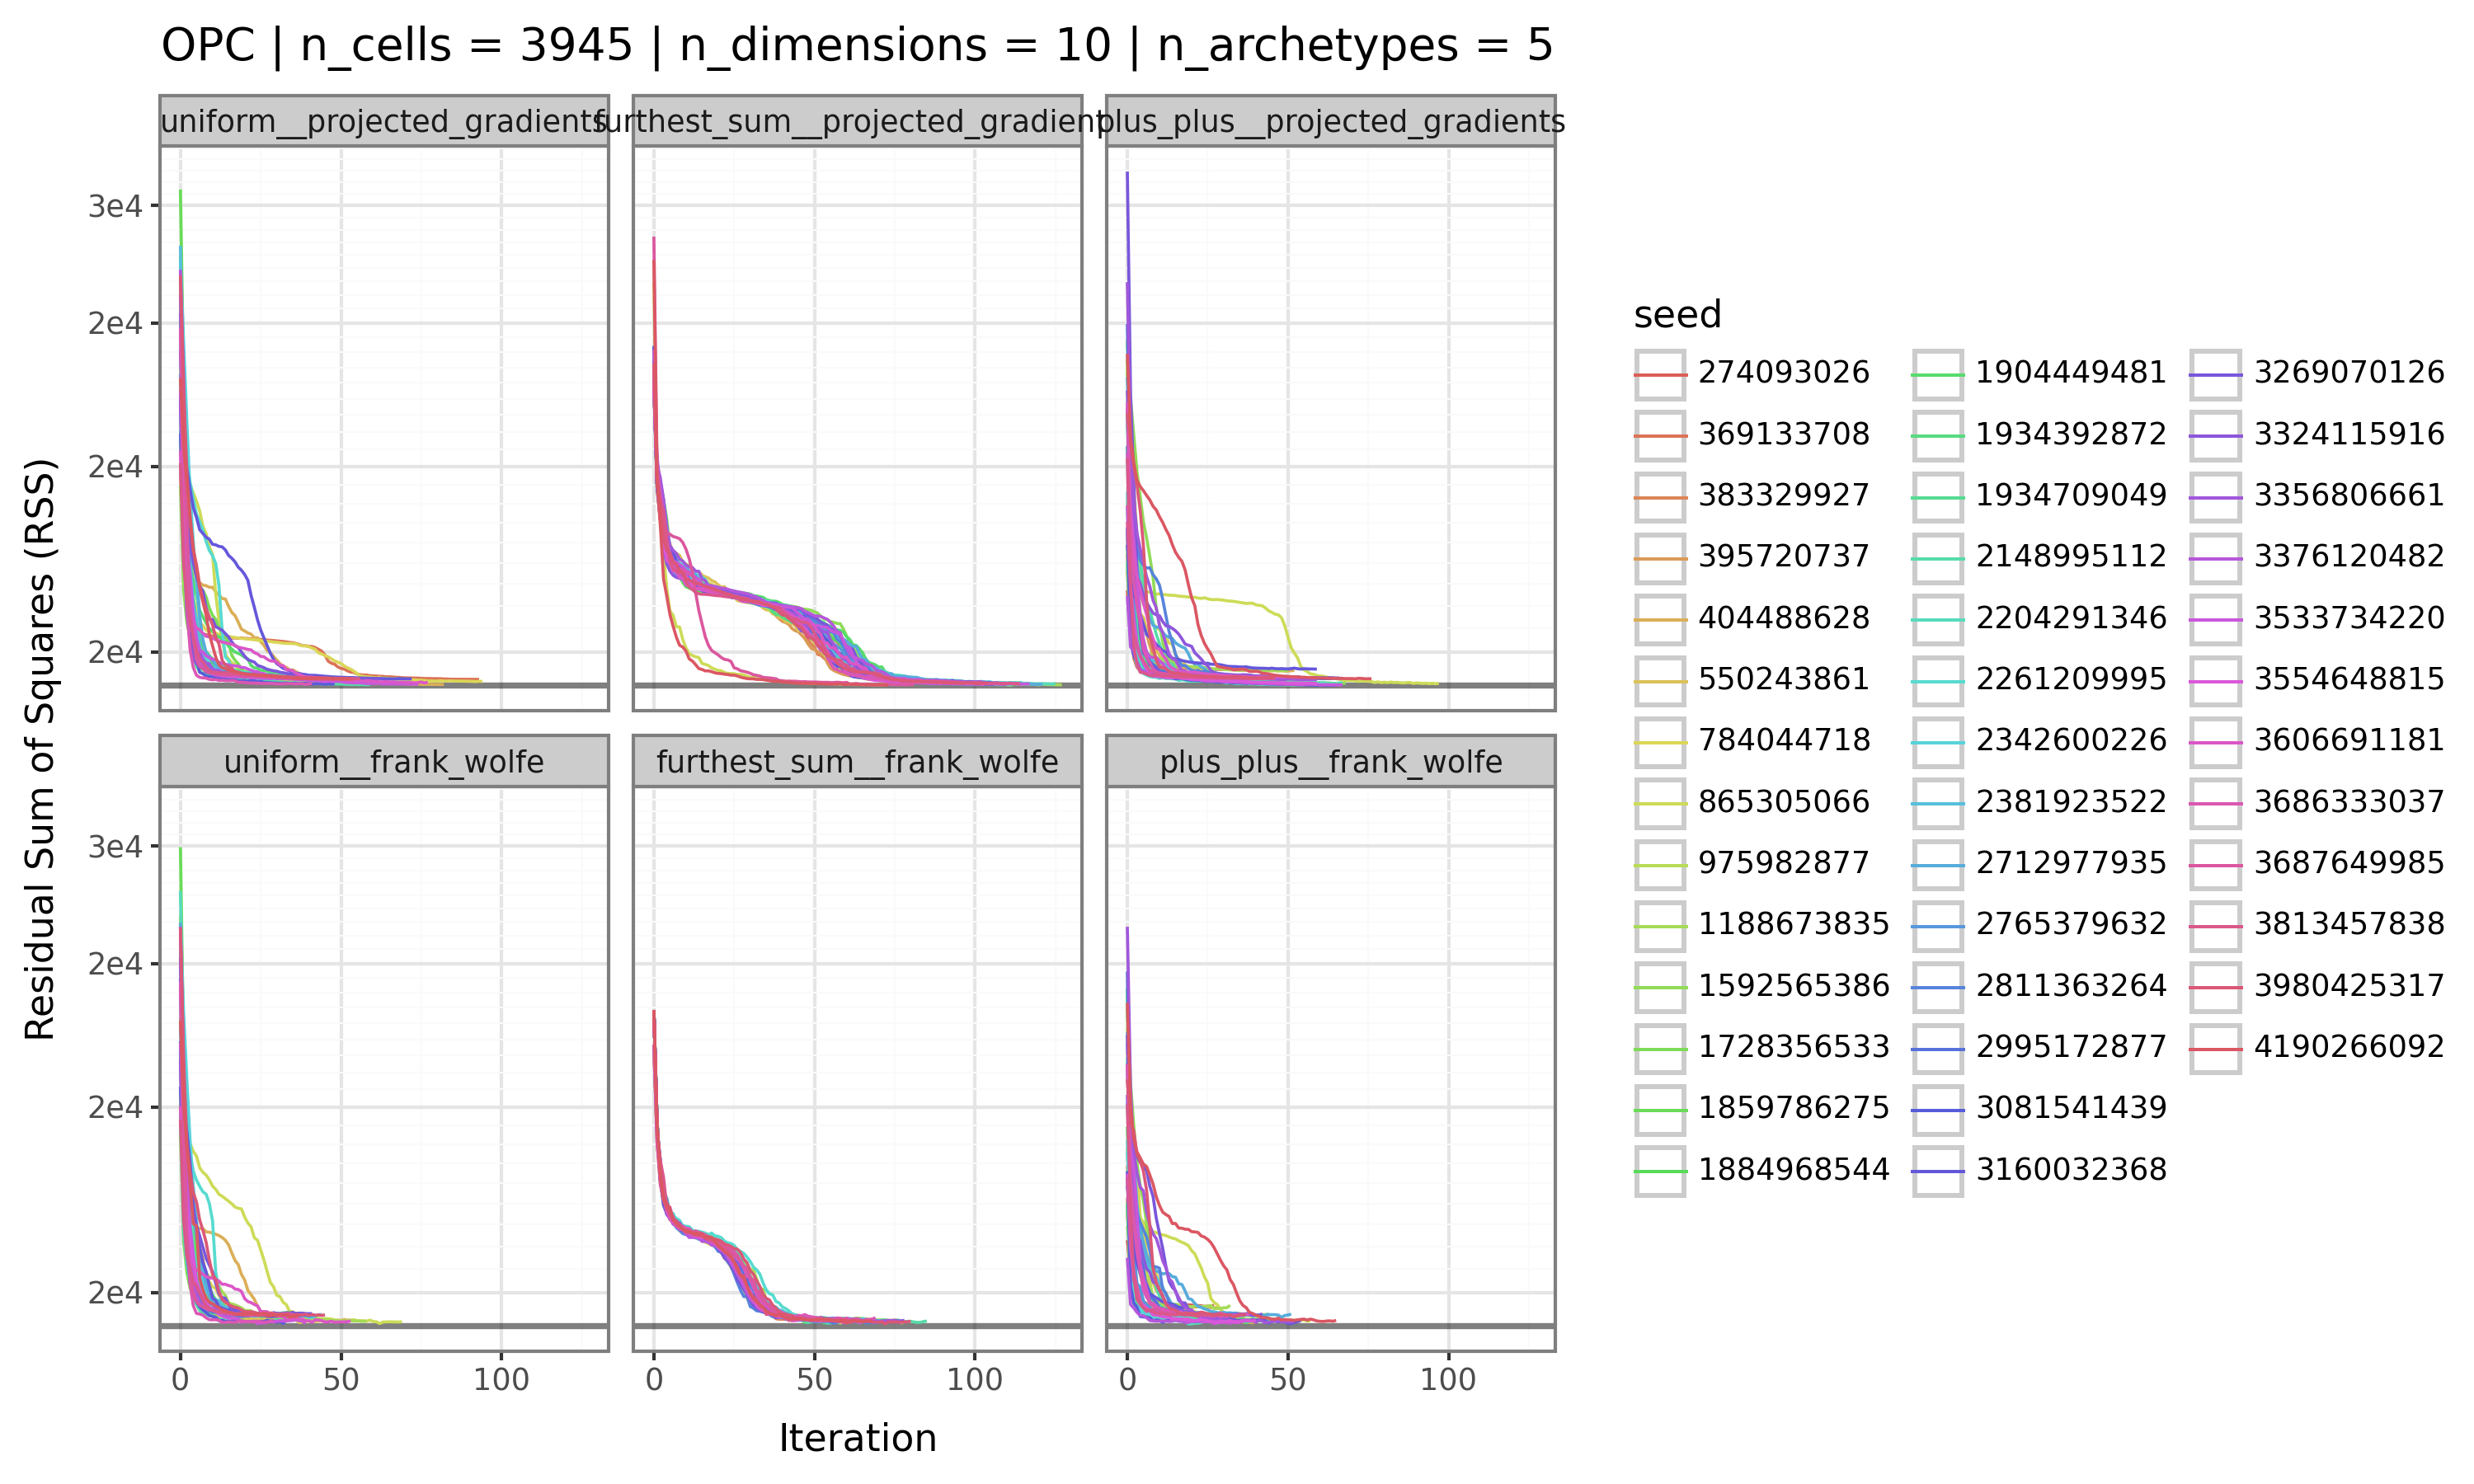 OPC | n_cells = 3945 | n_dimensions = 10 | n_archetypes = 5
uniform__projected_gradients
furthest_sum__projected_gradient
plus_plus__projected_gradients
3e4
2e4
2e4
2e4
uniform__frank_wolfe
furthest_sum__frank_wolfe
plus_plus__frank_wolfe
3e4
2e4
2e4
2e4
0 50 100
0 50 100
0 50 100
Iteration
Residual Sum of Squares (RSS)
seed
274093026
369133708
383329927
395720737
404488628
550243861
784044718
865305066
975982877
1188673835
1592565386
1728356533
1859786275
1884968544
1904449481
1934392872
1934709049
2148995112
2204291346
2261209995
2342600226
2381923522
2712977935
2765379632
2811363264
2995172877
3081541439
3160032368
3269070126
3324115916
3356806661
3376120482
3533734220
3554648815
3606691181
3686333037
3687649985
3813457838
3980425317
4190266092